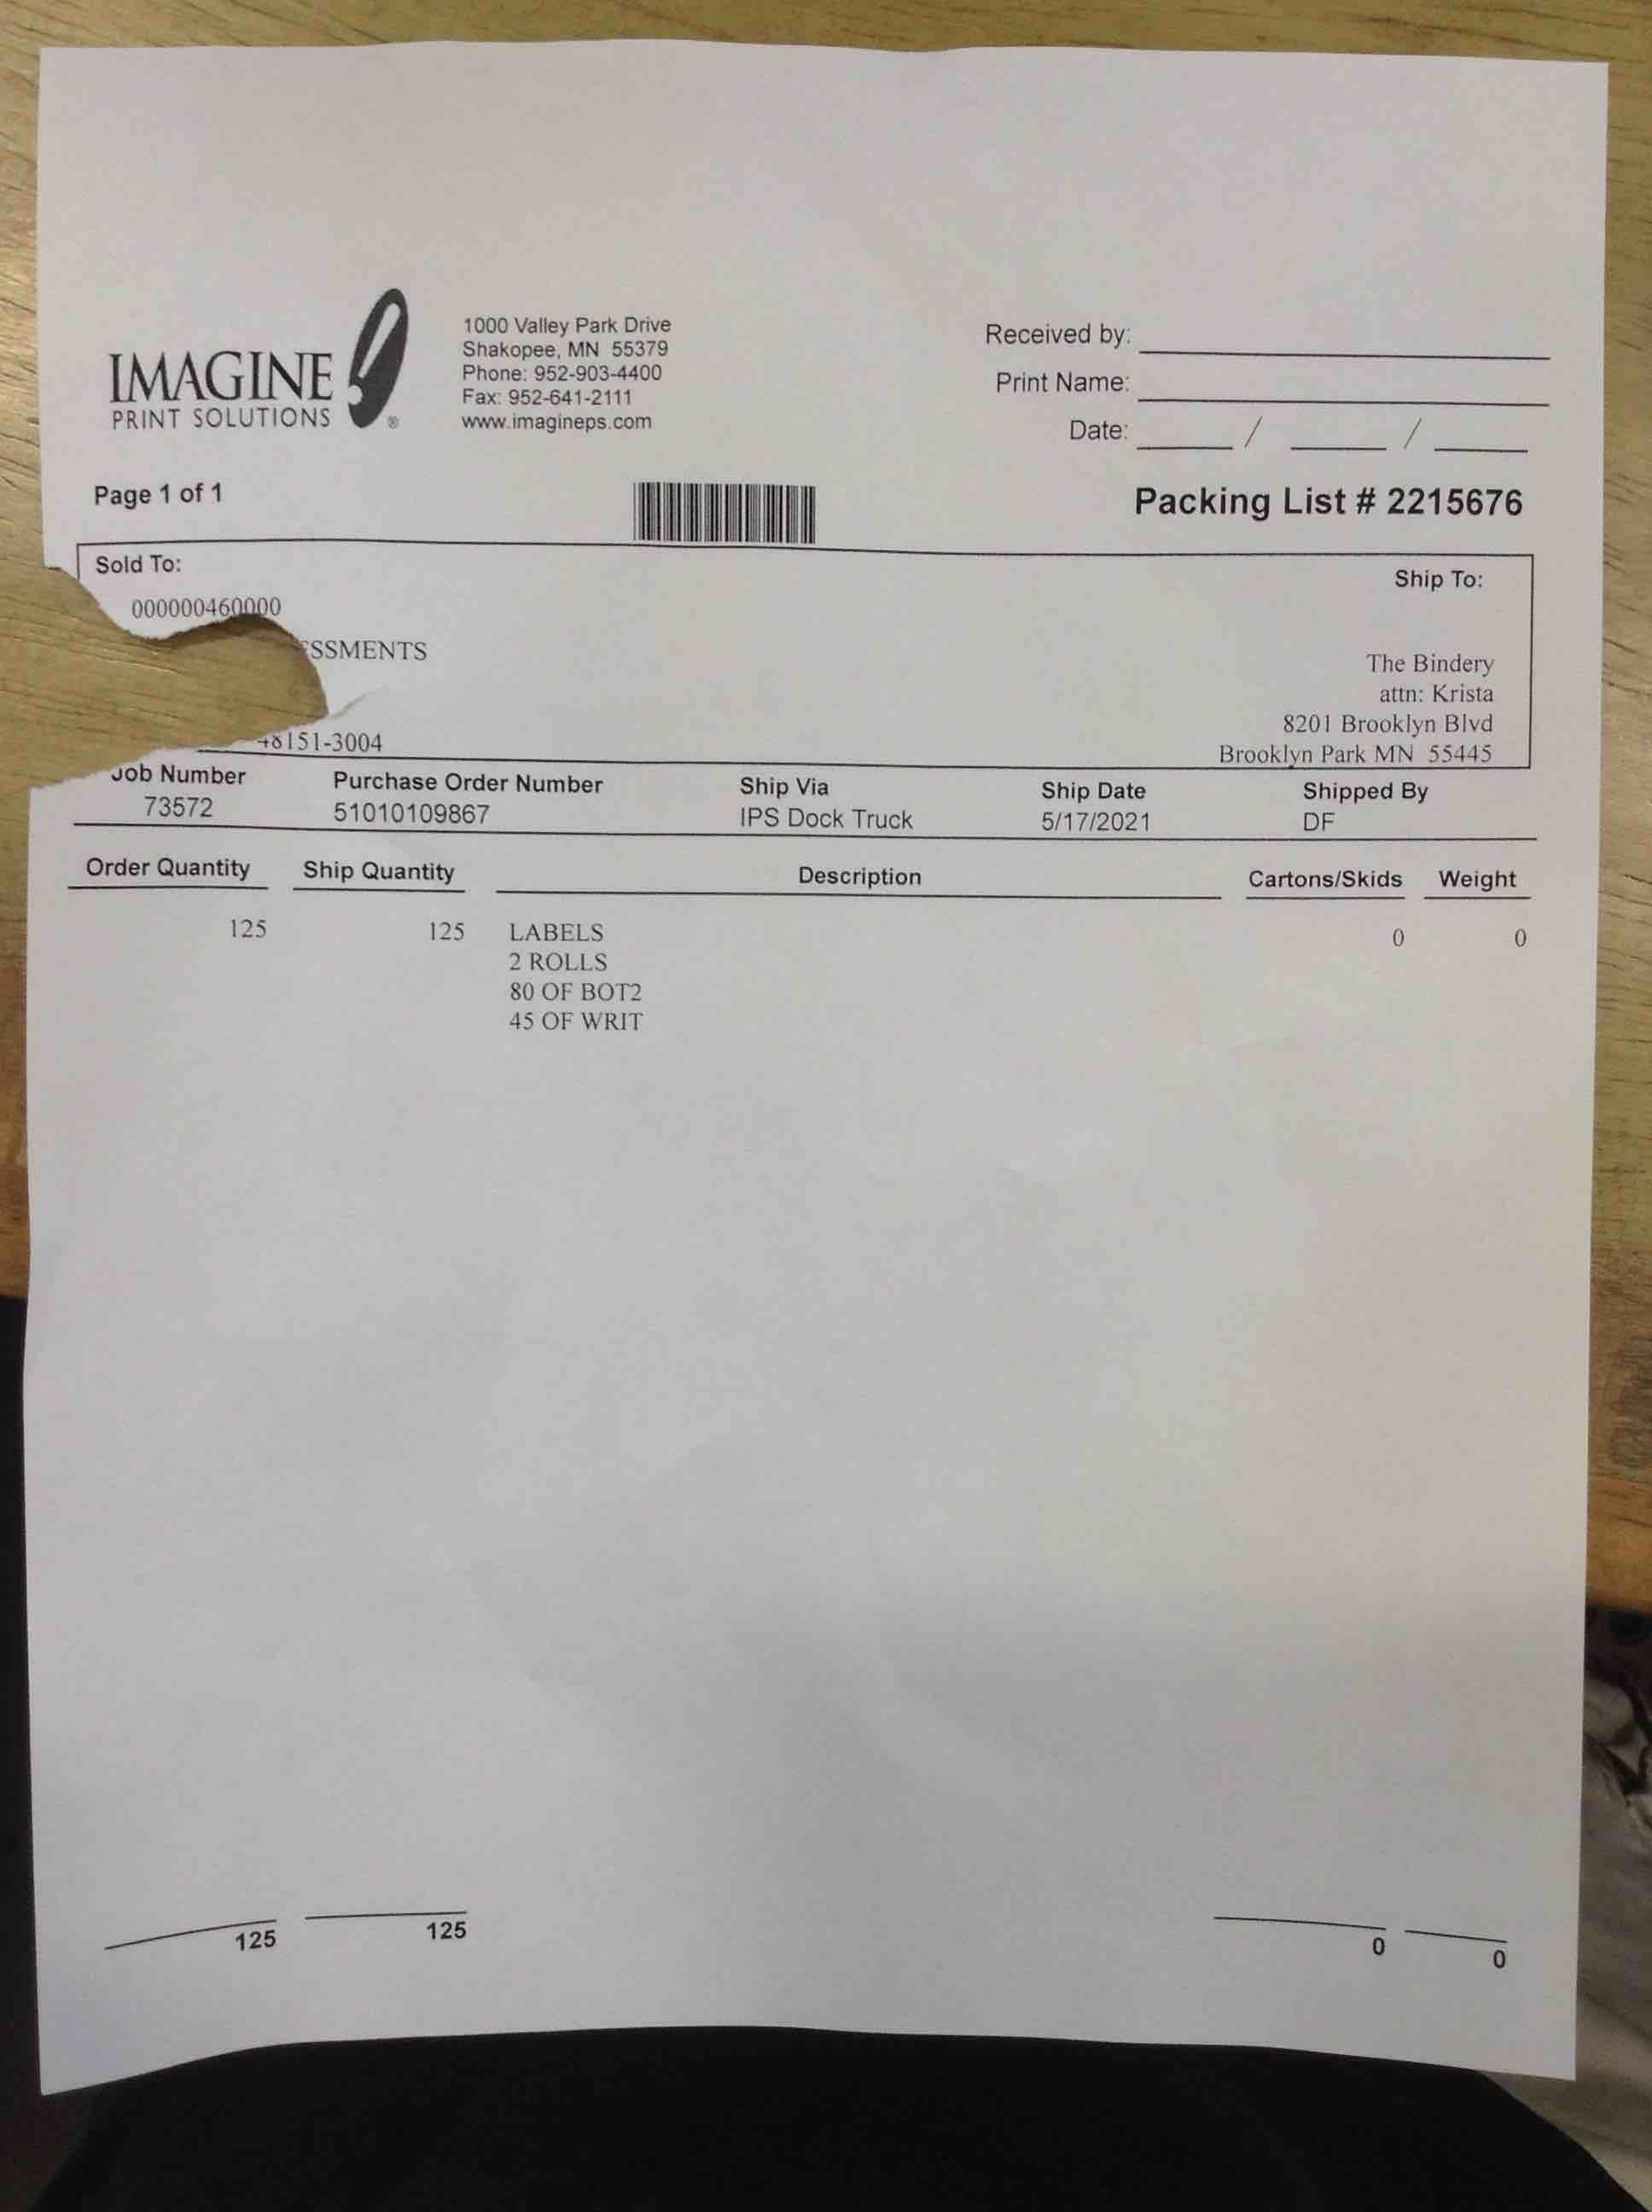 IMAGINE
PRINT SOLUTIONS
®
1000 Valley Park Drive
Shakopee, MN 55379
Phone: 952-903-4400
Fax: 952-641-2111
www.imagineps.com
Received by:
Print Name:
Date: / /
Page 1 of 1
Packing List # 2215676
Sold To:
000000460000
SSMENTS
8151-3004
Ship To:
The Bindery
attn: Krista
8201 Brooklyn Blvd
Brooklyn Park MN 55445
Job Number Purchase Order Number Ship Via Ship Date Shipped By
73572 51010109867 IPS Dock Truck 5/17/2021 DF
Order Quantity Ship Quantity Description Cartons/Skids Weight
125 125 LABELS 0 0
2 ROLLS
80 OF BOT2
45 OF WRIT
125 125 0 0